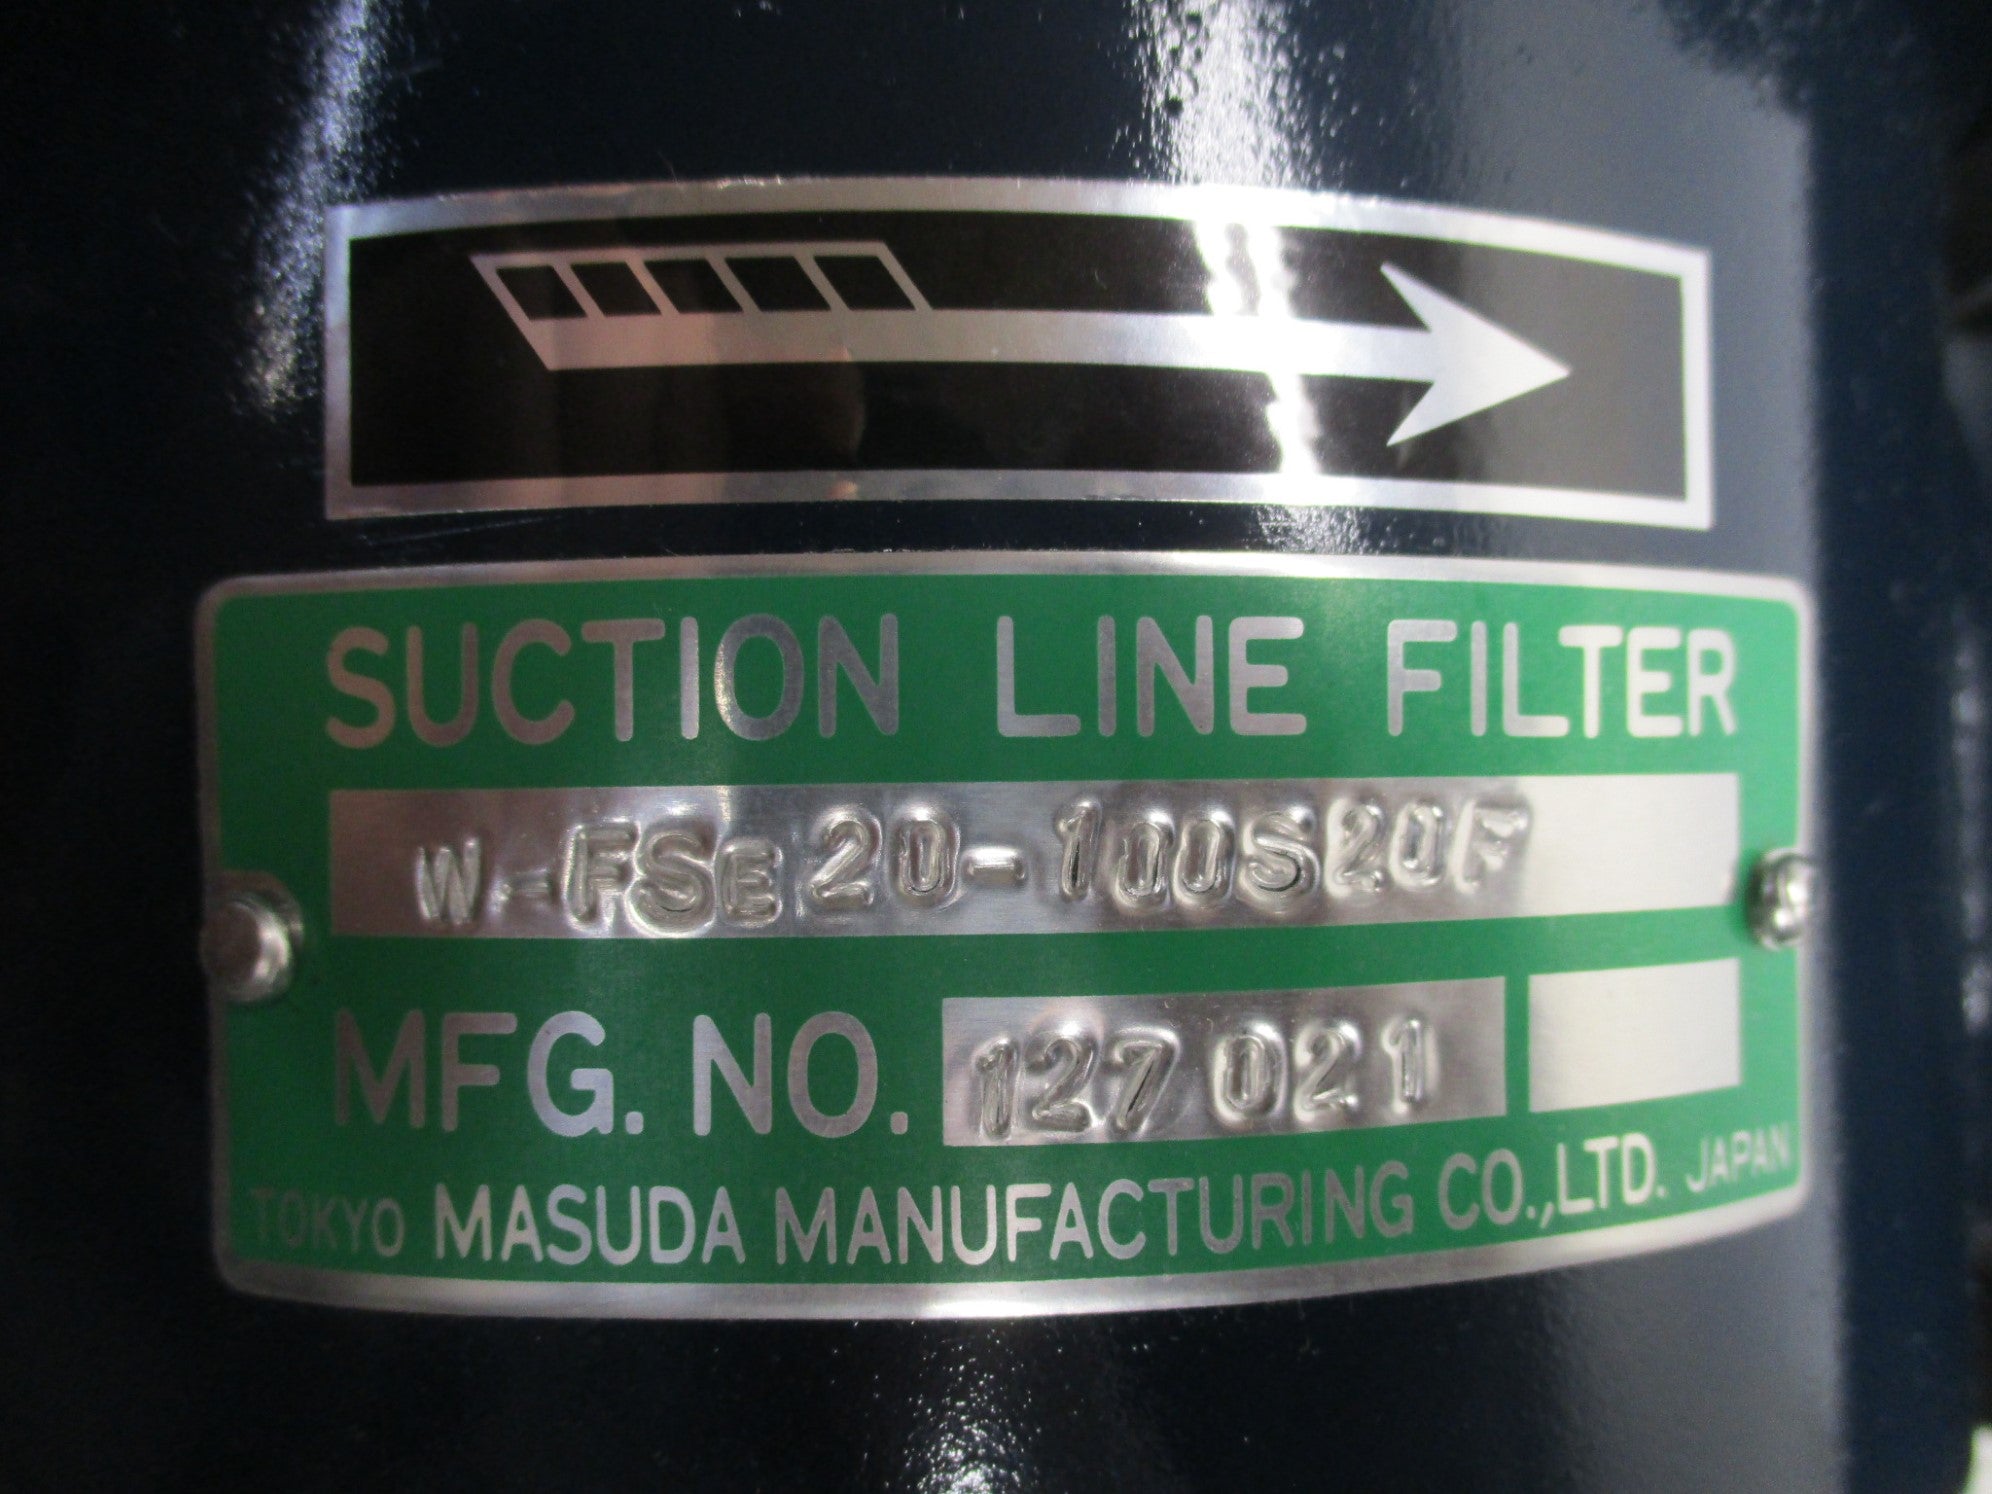 SUCTION LINE FILTER
W-FSE20-100S20F
MFG. NO. 127021
TOKYO MASUDA MANUFACTURING CO.,LTD. JAPAN